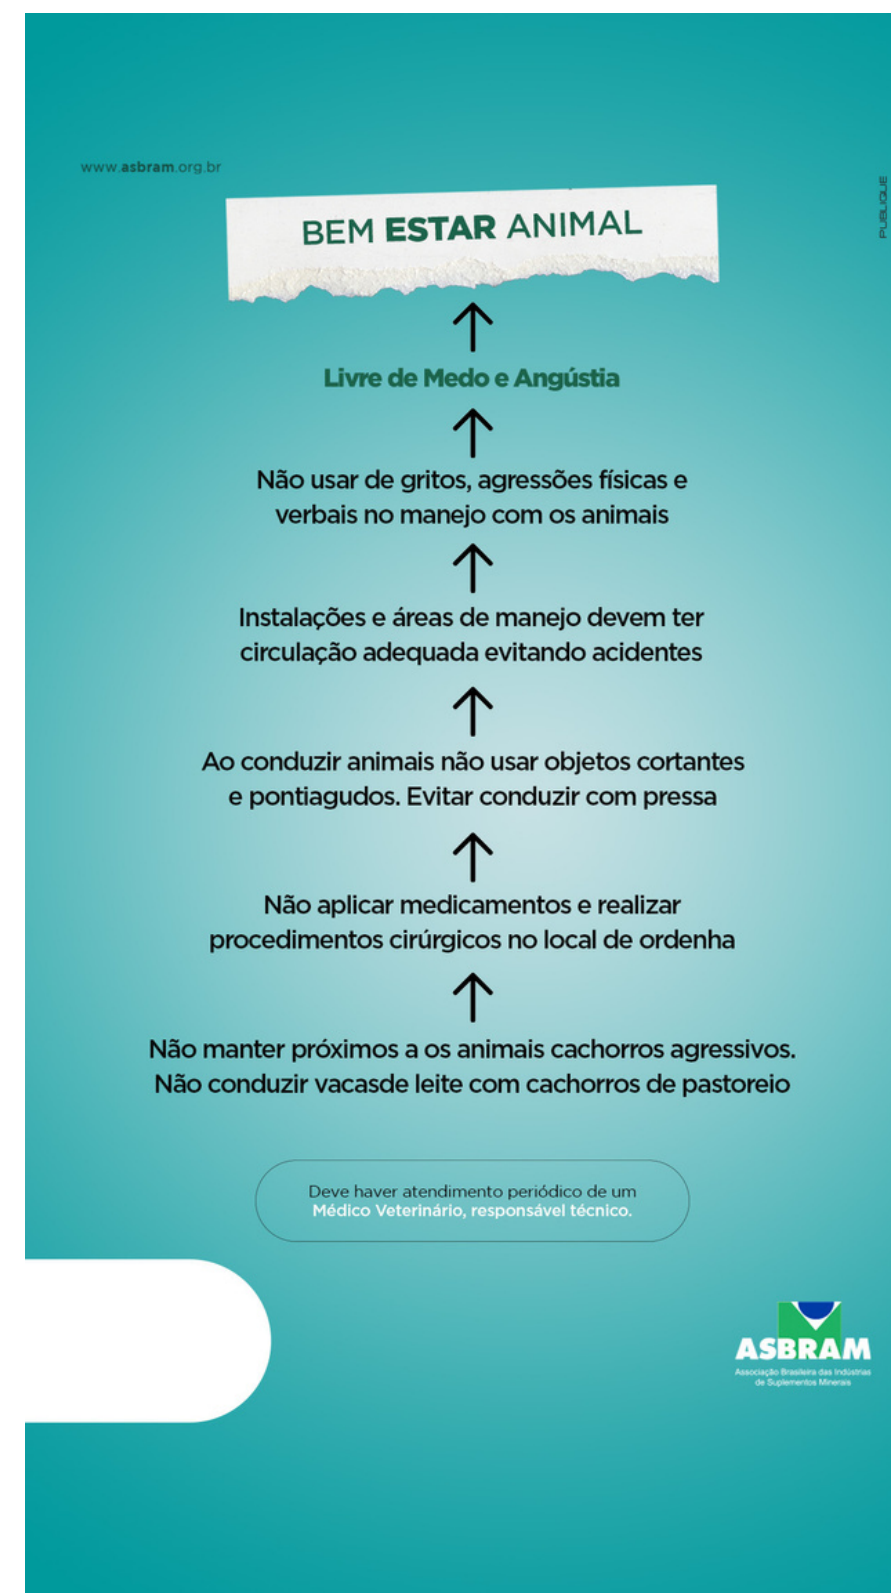 www.asbram.org.br
PUBLIQUE
BEM ESTAR ANIMAL
Livre de Medo e Angústia
Não usar de gritos, agressões físicas e
verbais no manejo com os animais
Instalações e áreas de manejo devem ter
circulação adequada evitando acidentes
Ao conduzir animais não usar objetos cortantes
e pontiagudos. Evitar conduzir com pressa
Não aplicar medicamentos e realizar
procedimentos cirúrgicos no local de ordenha
Não manter próximos a os animais cachorros agressivos.
Não conduzir vacasde leite com cachorros de pastoreio
Deve haver atendimento periódico de um
Médico Veterinário, responsável técnico.
ASBRAM
Associação Brasileira das Indústrias
de Suplementos Minerais